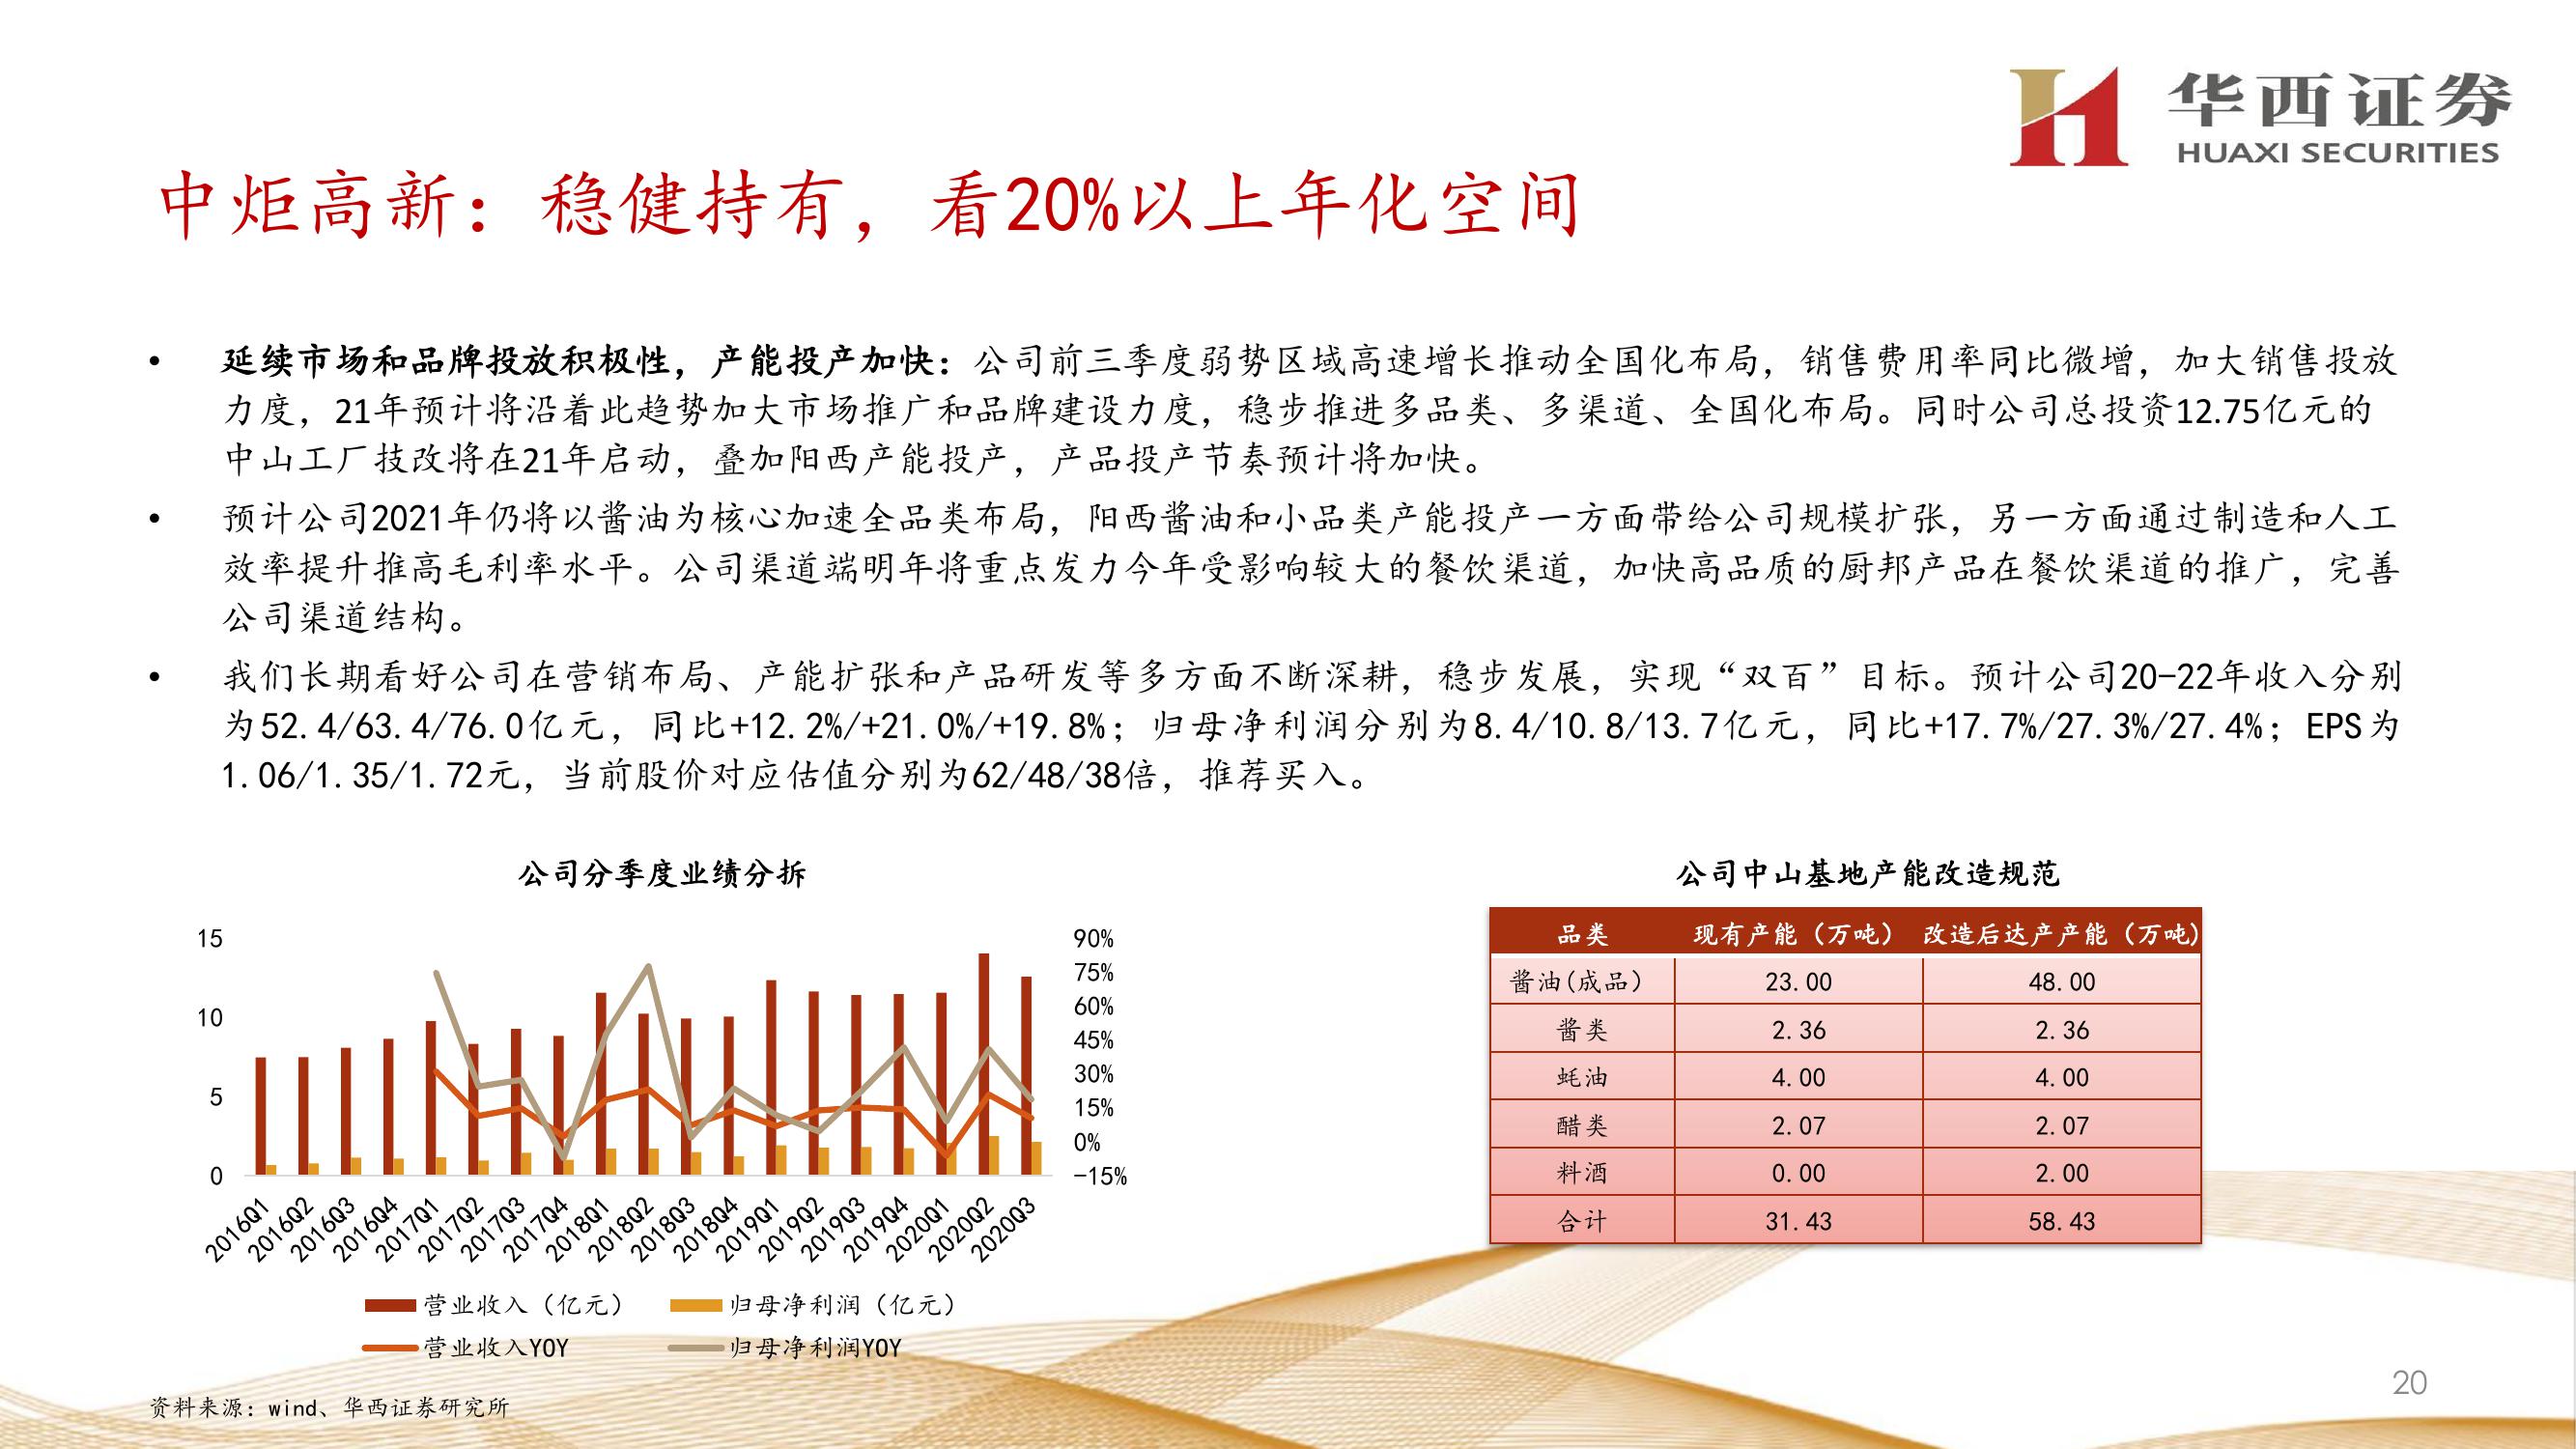 华西证券
HUAXI SECURITIES
中炬高新：稳健持有，看20%以上年化空间
• 延续市场和品牌投放积极性，产能投产加快：公司前三季度弱势区域高速增长推动全国化布局，销售费用率同比微增，加大销售投放
力度，21年预计将沿着此趋势加大市场推广和品牌建设力度，稳步推进多品类、多渠道、全国化布局。同时公司总投资12.75亿元的
中山工厂技改将在21年启动，叠加阳西产能投产，产品投产节奏预计将加快。
• 预计公司2021年仍将以酱油为核心加速全品类布局，阳西酱油和小品类产能投产一方面带给公司规模扩张，另一方面通过制造和人工
效率提升推高毛利率水平。公司渠道端明年将重点发力今年受影响较大的餐饮渠道，加快高品质的厨邦产品在餐饮渠道的推广，完善
公司渠道结构。
• 我们长期看好公司在营销布局、产能扩张和产品研发等多方面不断深耕，稳步发展，实现“双百”目标。预计公司20-22年收入分别
为52.4/63.4/76.0亿元，同比+12.2%/+21.0%/+19.8%；归母净利润分别为8.4/10.8/13.7亿元，同比+17.7%/27.3%/27.4%；EPS为
1.06/1.35/1.72元，当前股价对应估值分别为62/48/38倍，推荐买入。
公司分季度业绩分拆
15
10
5
0
90%
75%
60%
45%
30%
15%
0%
-15%
2016Q1
2016Q2
2016Q3
2016Q4
2017Q1
2017Q2
2017Q3
2017Q4
2018Q1
2018Q2
2018Q3
2018Q4
2019Q1
2019Q2
2019Q3
2019Q4
2020Q1
2020Q2
2020Q3
营业收入（亿元） 归母净利润（亿元）
营业收入YOY 归母净利润YOY
公司中山基地产能改造规范
品类 现有产能（万吨） 改造后达产产能（万吨)
酱油(成品） 23.00 48.00
酱类 2.36 2.36
蚝油 4.00 4.00
醋类 2.07 2.07
料酒 0.00 2.00
合计 31.43 58.43
资料来源：wind、华西证券研究所
20